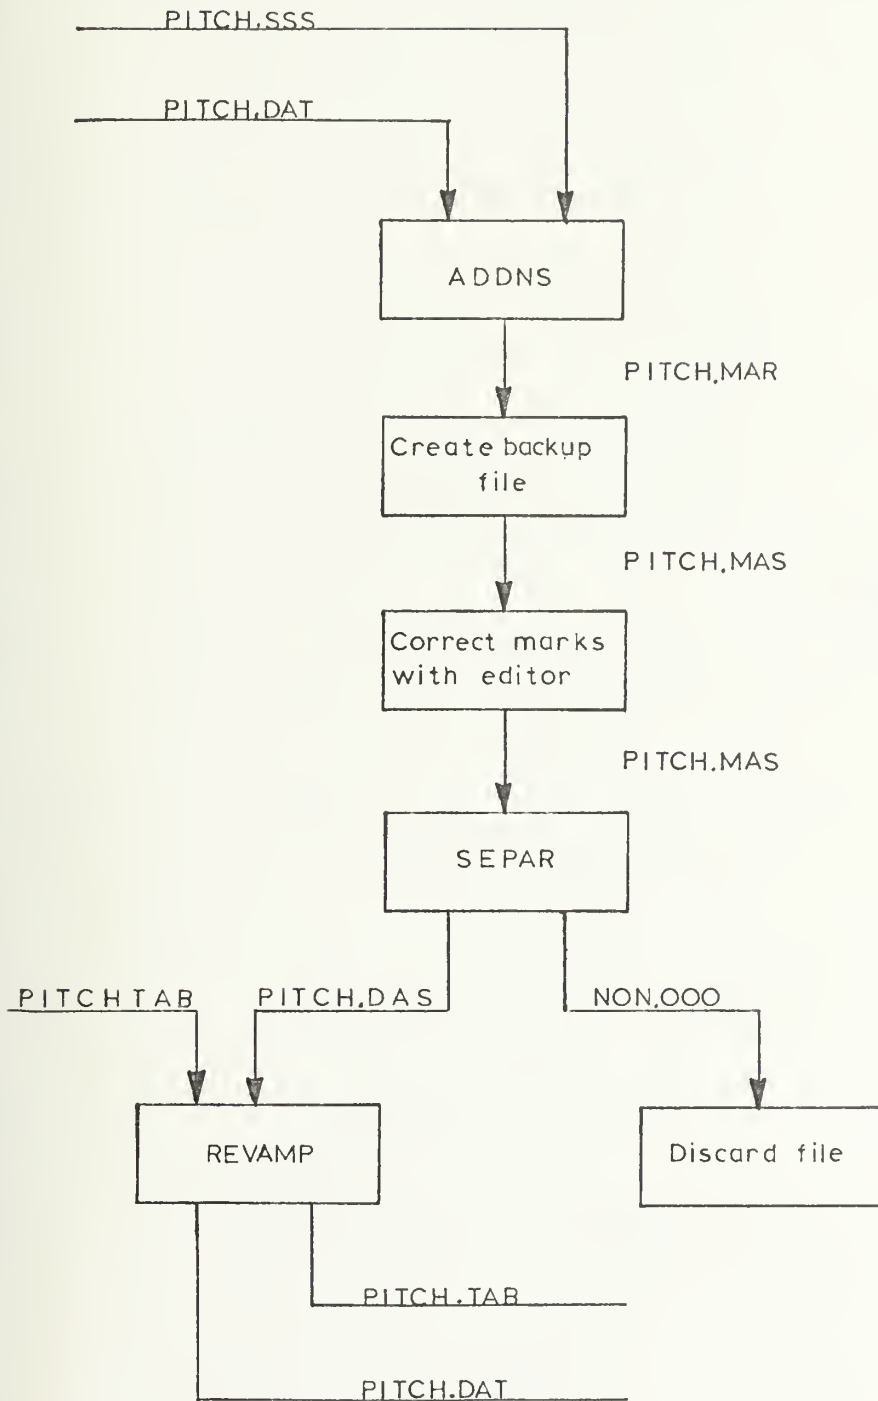 PITCH.SSS
PITCH.DAT
ADDNS
PITCH.MAR
Create backup
file
PITCH.MAS
Correct marks
with editor
PITCH.MAS
SEPAR
PITCHTAB
PITCH.DAS
NON.000
REVAMP
Discard file
PITCH.TAB
PITCH.DAT